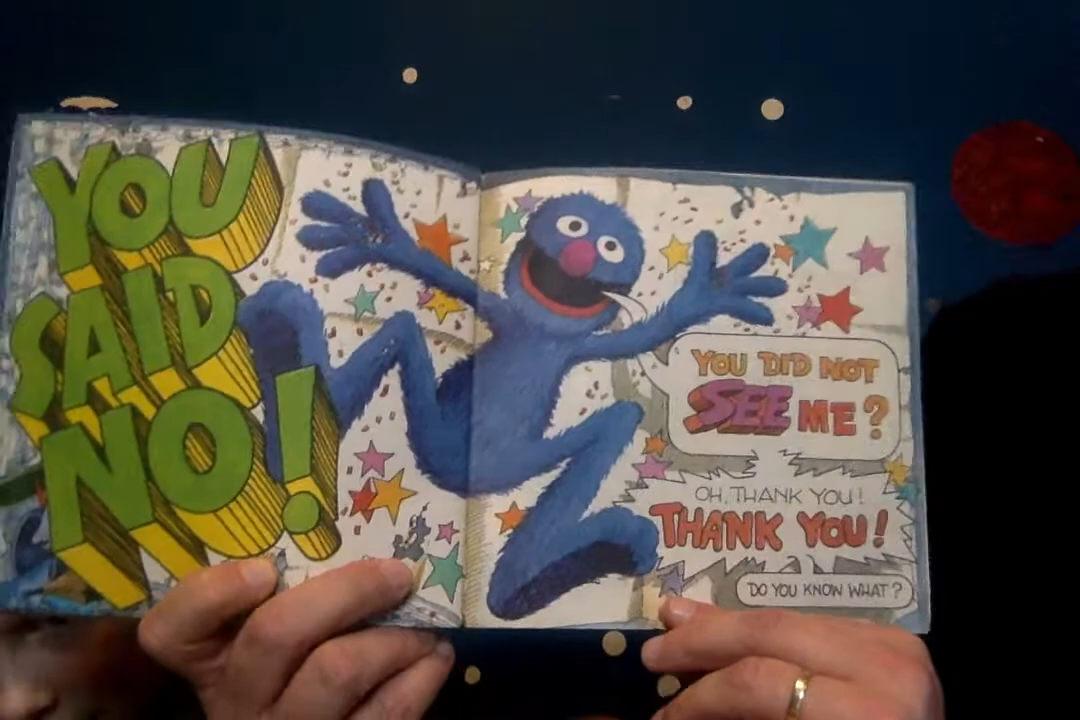 YOU
SAID
NO!
YOU DID NOT
SEE ME?
OH, THANK YOU!
THANK YOU!
DO YOU KNOW WHAT?